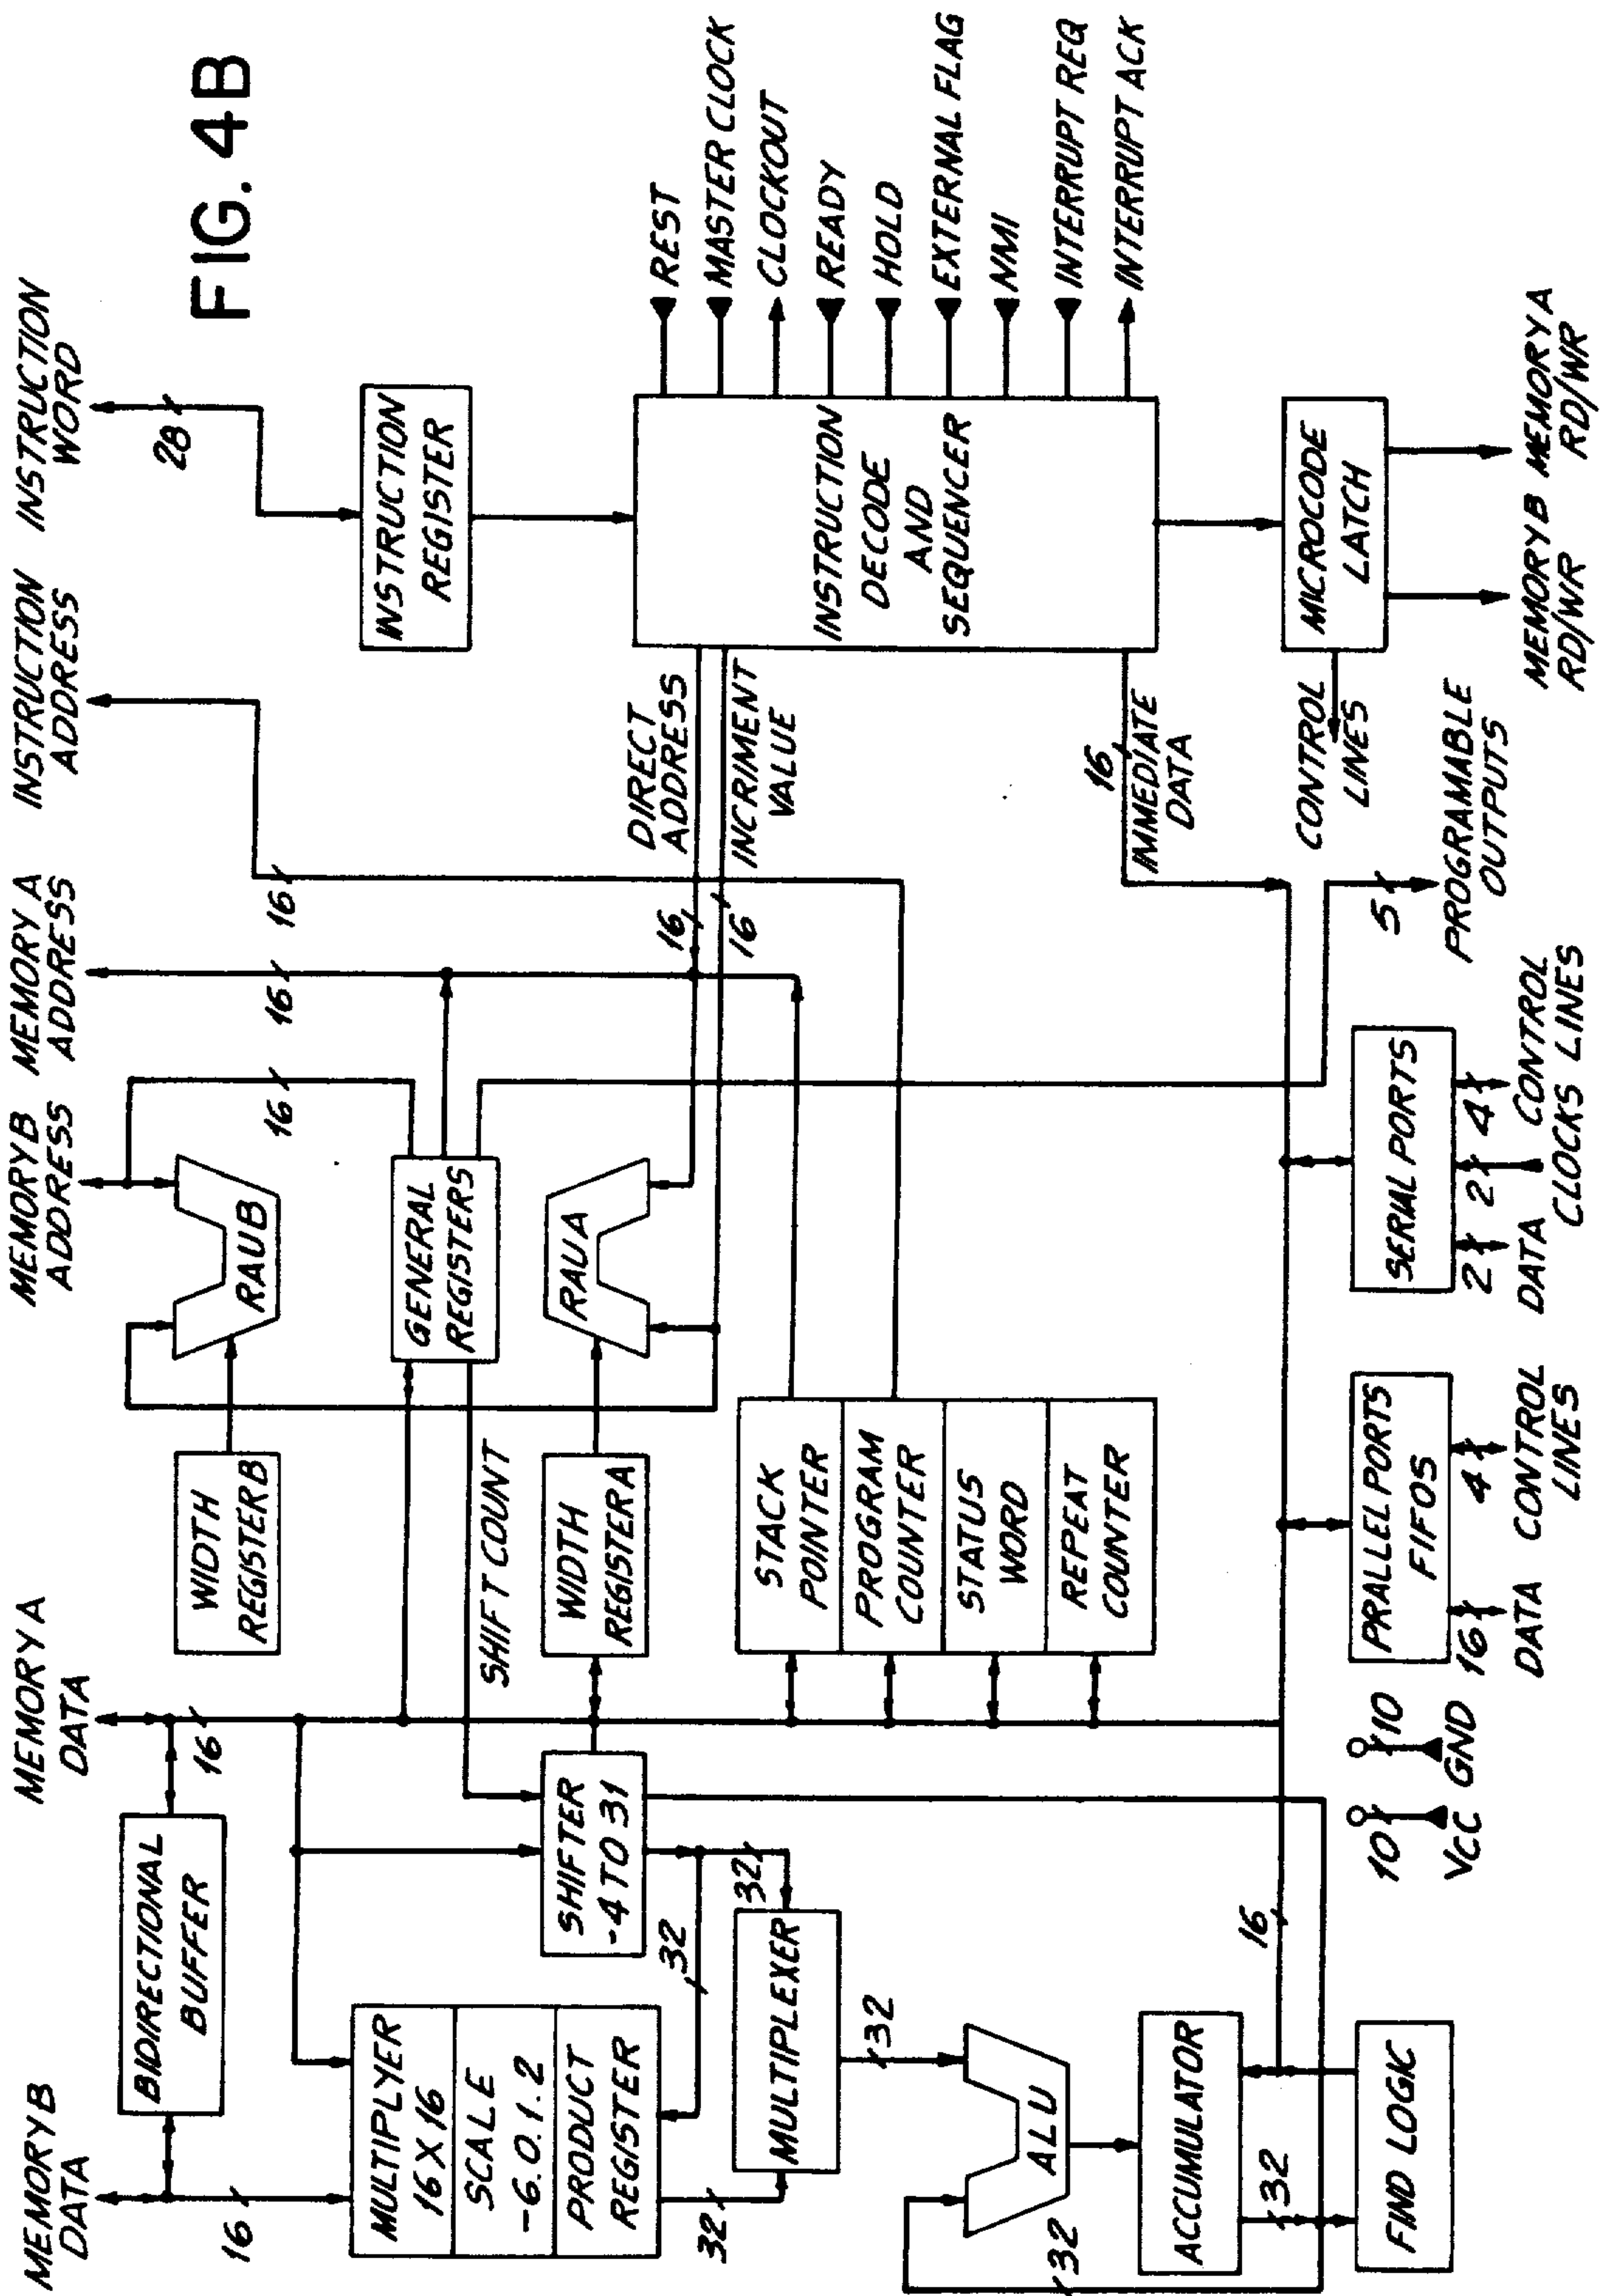 FIG. 4B
MEMORY B
DATA
MEMORY A
DATA
MEMORY B
ADDRESS
MEMORY A
ADDRESS
INSTRUCTION
ADDRESS
INSTRUCTION
WORD
BIDIRECTIONAL
BUFFER
16
16
WIDTH
REGISTERB
RAUB
16
16
16
28
MULTIPLYER
16 X 16
SCALE
-6.0.1.2
PRODUCT
REGISTER
SHIFTER
-4 TO 31
SHIFT COUNT
GENERAL
REGISTERS
WIDTH
REGISTERA
RAUA
INSTRUCTION
REGISTER
32
32
32
MULTIPLEXER
STACK
POINTER
PROGRAM
COUNTER
STATUS
WORD
REPEAT
COUNTER
16
16
DIRECT
ADDRESS
INCRIMENT
VALUE
INSTRUCTION
DECODE
AND
SEQUENCER
REST
MASTER CLOCK
CLOCKOUT
READY
HOLD
EXTERNAL FLAG
NMI
INTERRUPT REQ
INTERRUPT ACK
32
ALU
32
ACCUMULATOR
32
FIND LOGIC
16
16
IMMEDIATE
DATA
CONTROL
LINES
MICROCODE
LATCH
10
VCC
10
GND
PRALLEL PORTS
FIFOS
16
DATA
4
CONTROL
LINES
SERIAL PORTS
2
DATA
2
CLOCKS
4
CONTROL
LINES
5
PROGRAMABLE
OUTPUTS
MEMORY B
RD/WR
MEMORY A
RD/WR